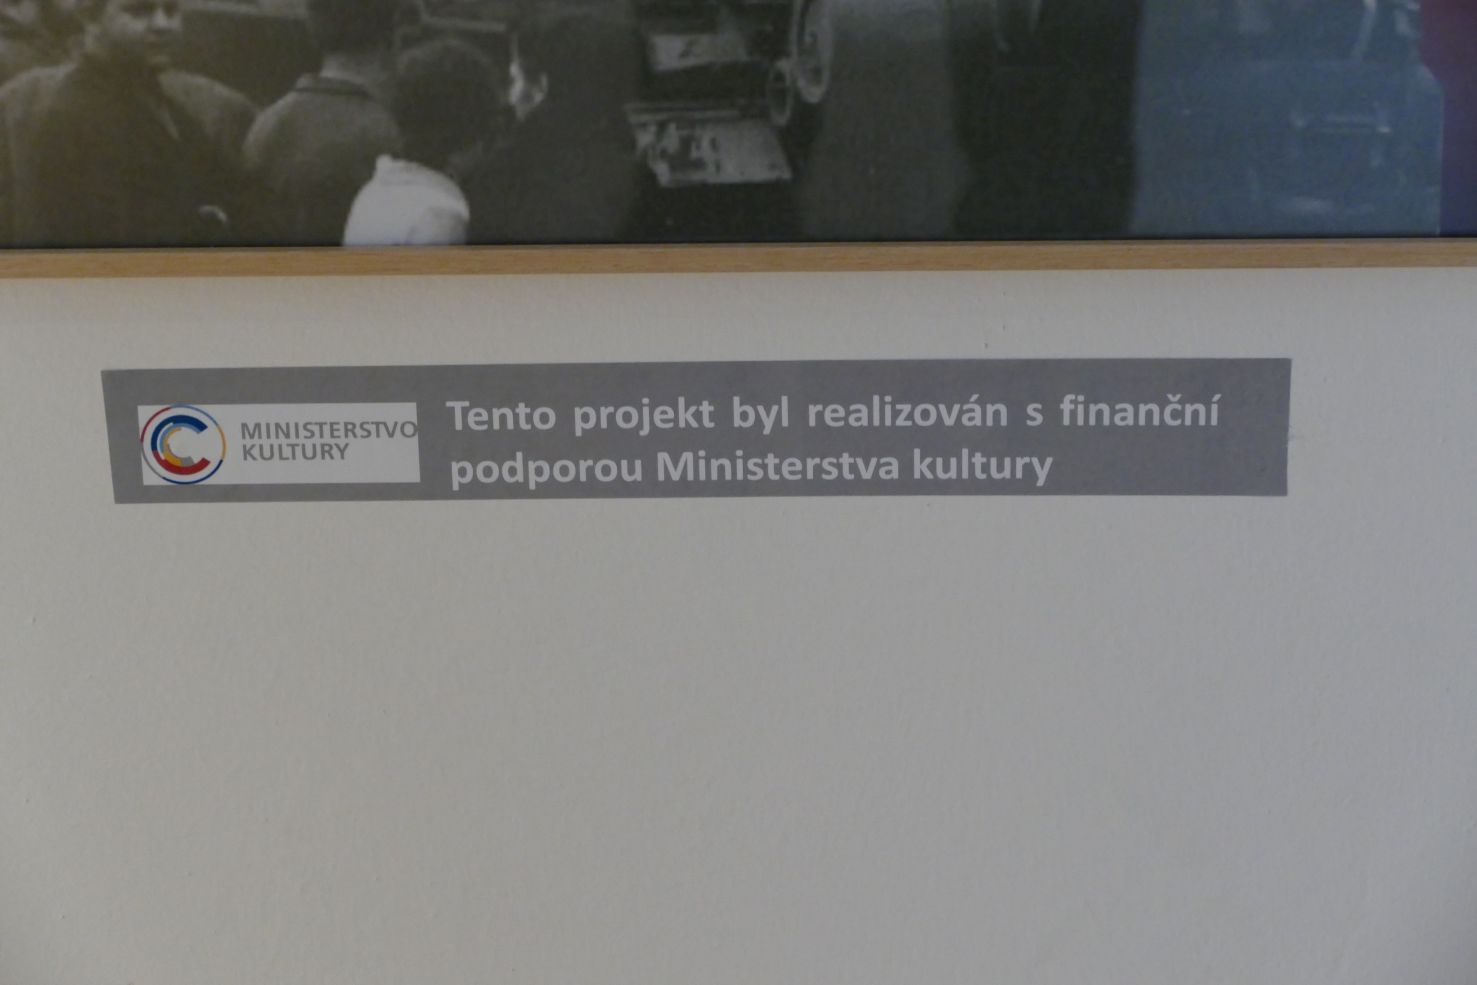 MINISTERSTVO
KULTURY
Tento projekt byl realizován s finanční
podporou Ministerstva kultury